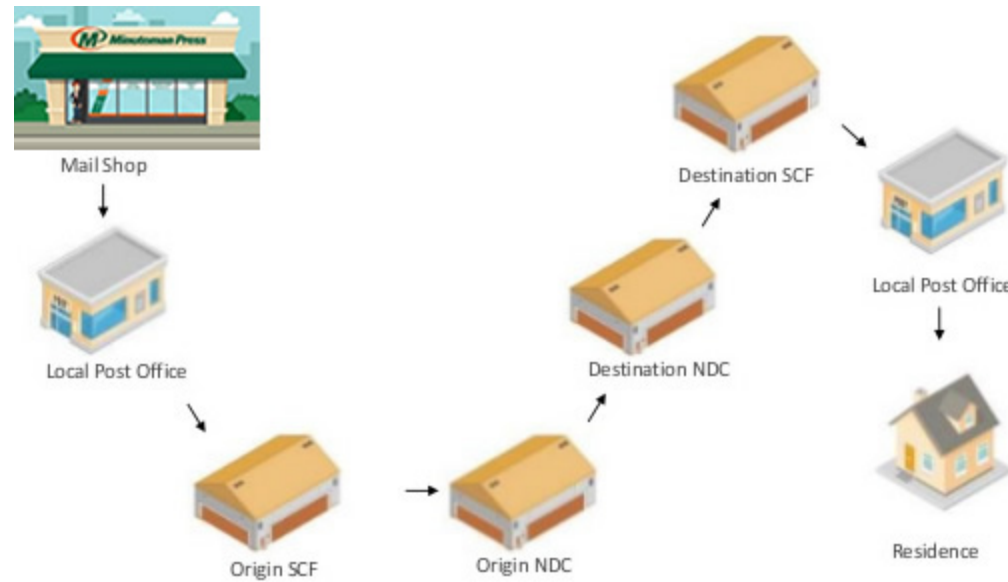 Minuteman Press
Mail Shop
Local Post Office
Origin SCF
Origin NDC
Destination NDC
Destination SCF
Local Post Office
Residence